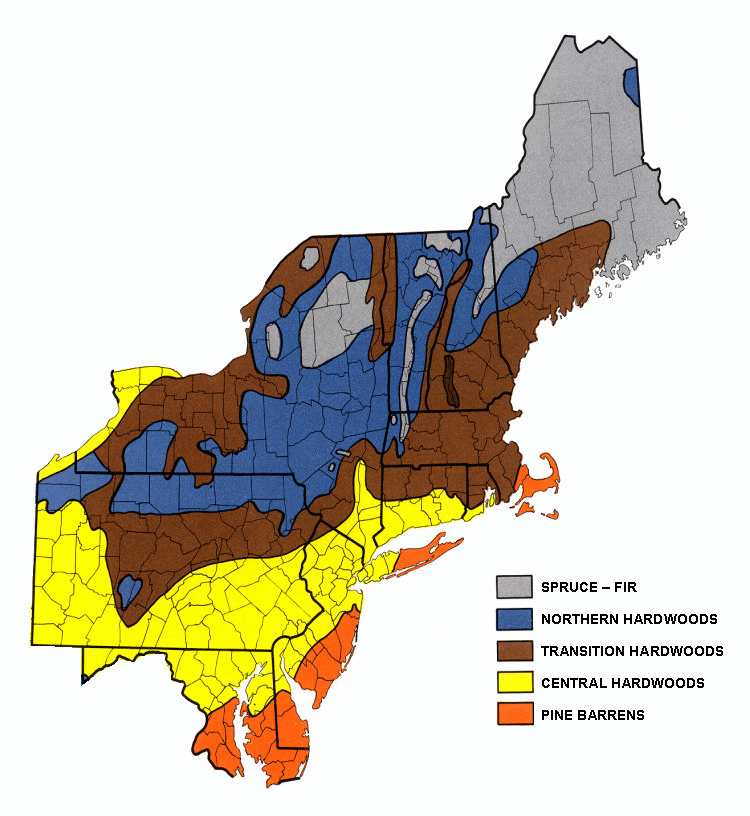 SPRUCE – FIR
NORTHERN HARDWOODS
TRANSITION HARDWOODS
CENTRAL HARDWOODS
PINE BARRENS